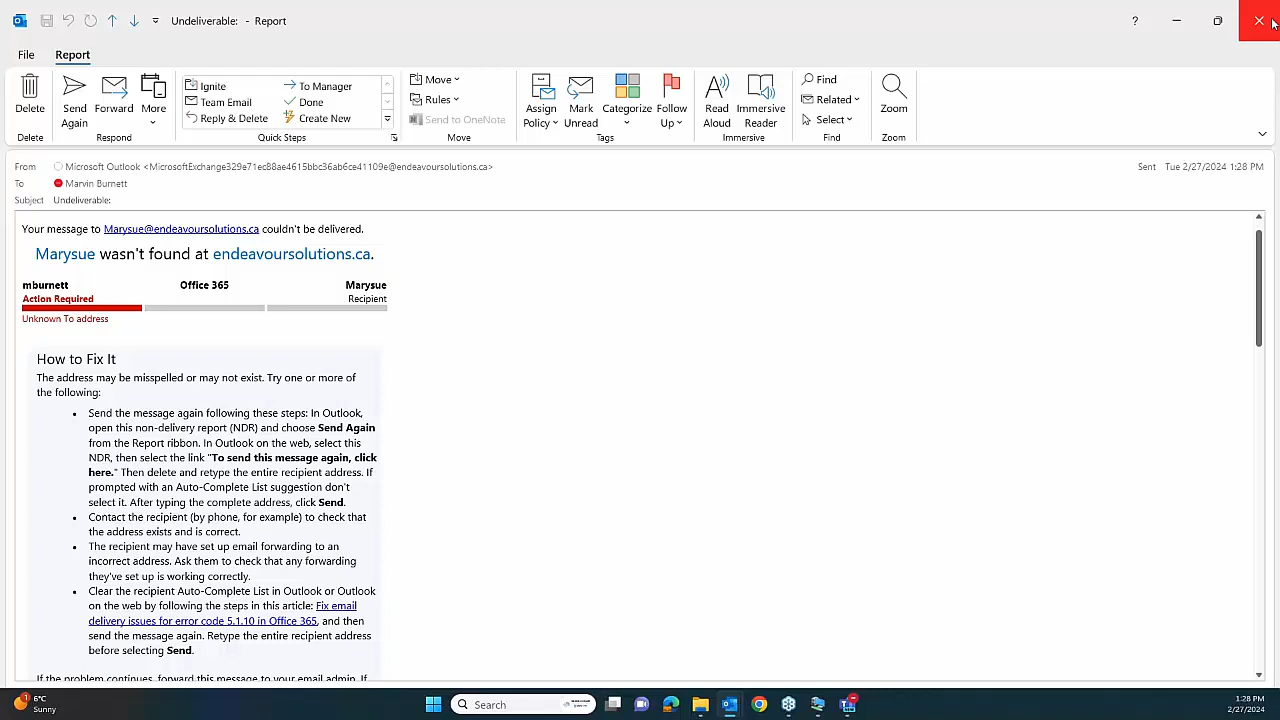 Undeliverable: - Report
?
File Report
Delete
Send Again
Forward
More
Ignite
Team Email
Reply & Delete
To Manager
Done
Create New
Move
Rules
Send to OneNote
Assign Policy
Mark Unread
Categorize
Follow Up
Read Aloud
Immersive Reader
Find
Related
Select
Zoom
Delete Respond Quick Steps Move Tags Immersive Find Zoom
From Microsoft Outlook <MicrosoftExchange329e71ec88ae4615bbc36ab6ce41109e@endeavoursolutions.ca> Sent Tue 2/27/2024 1:28 PM
To Marvin Burnett
Subject Undeliverable:
Your message to Marysue@endeavoursolutions.ca couldn't be delivered.
Marysue wasn't found at endeavoursolutions.ca.
mburnett Office 365 Marysue
Action Required Recipient
Unknown To address
How to Fix It
The address may be misspelled or may not exist. Try one or more of
the following:
• Send the message again following these steps: In Outlook,
open this non-delivery report (NDR) and choose Send Again
from the Report ribbon. In Outlook on the web, select this
NDR, then select the link "To send this message again, click
here." Then delete and retype the entire recipient address. If
prompted with an Auto-Complete List suggestion don't
select it. After typing the complete address, click Send.
• Contact the recipient (by phone, for example) to check that
the address exists and is correct.
• The recipient may have set up email forwarding to an
incorrect address. Ask them to check that any forwarding
they've set up is working correctly.
• Clear the recipient Auto-Complete List in Outlook or Outlook
on the web by following the steps in this article: Fix email
delivery issues for error code 5.1.10 in Office 365, and then
send the message again. Retype the entire recipient address
before selecting Send.
If the problem continues, forward this message to your email admin. If
1
6°C
Sunny
Search
1:28 PM
2/27/2024